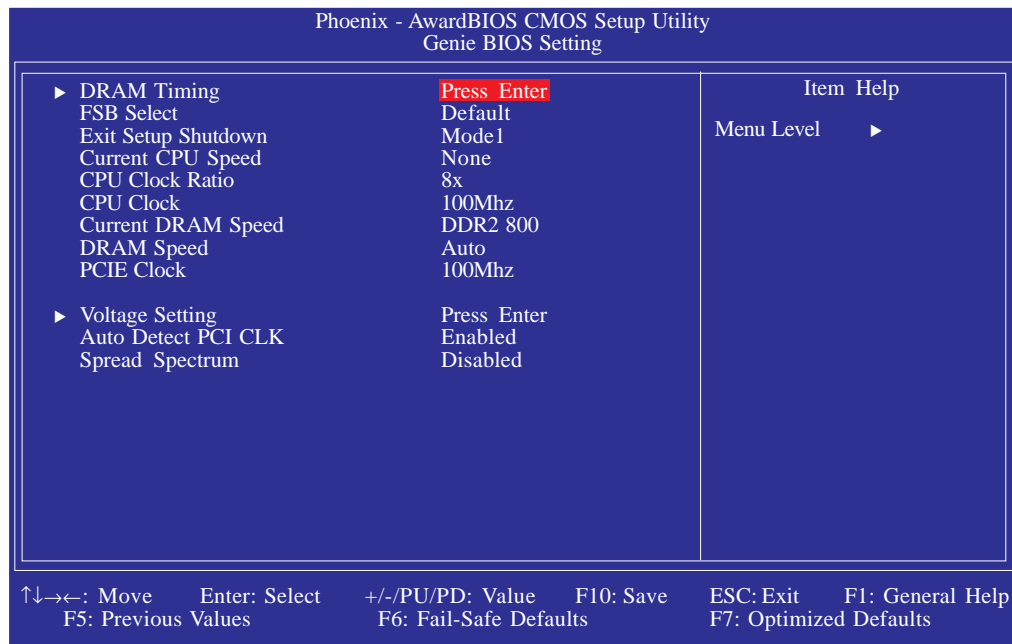 Phoenix - AwardBIOS CMOS Setup Utility
Genie BIOS Setting
▶ DRAM Timing Press Enter
FSB Select Default
Exit Setup Shutdown Mode1
Current CPU Speed None
CPU Clock Ratio 8x
CPU Clock 100Mhz
Current DRAM Speed DDR2 800
DRAM Speed Auto
PCIE Clock 100Mhz
▶ Voltage Setting Press Enter
Auto Detect PCI CLK Enabled
Spread Spectrum Disabled
Item Help
Menu Level ▶
↑↓→←: Move Enter: Select +/-/PU/PD: Value F10: Save ESC: Exit F1: General Help
F5: Previous Values F6: Fail-Safe Defaults F7: Optimized Defaults